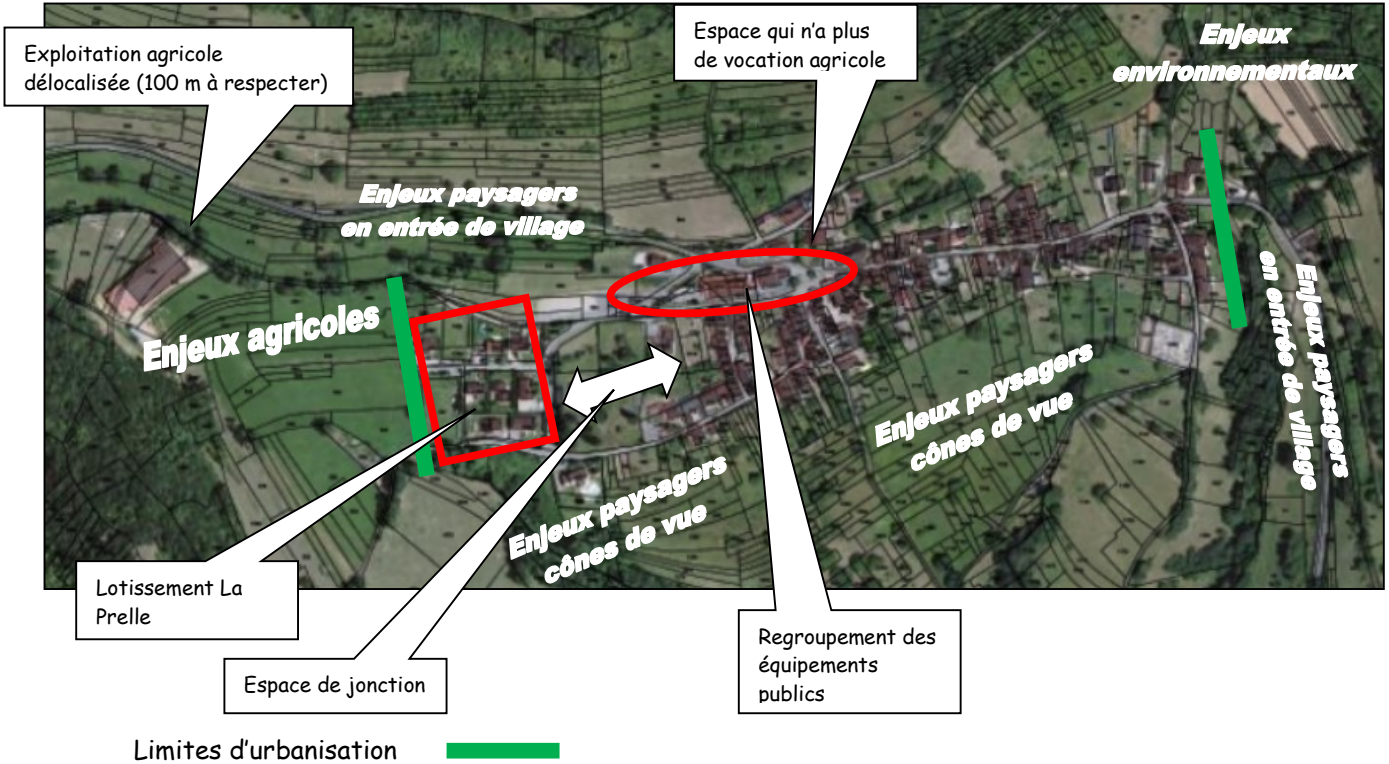 Exploitation agricole
délocalisée (100 m à respecter)
Espace qui n'a plus
de vocation agricole
Enjeux
environnementaux
Enjeux paysagers
en entrée de village
Enjeux agricoles
Enjeux paysagers
en entrée de village
Enjeux paysagers
cônes de vue
Enjeux paysagers
cônes de vue
Lotissement La
Prelle
Espace de jonction
Regroupement des
équipements
publics
Limites d'urbanisation